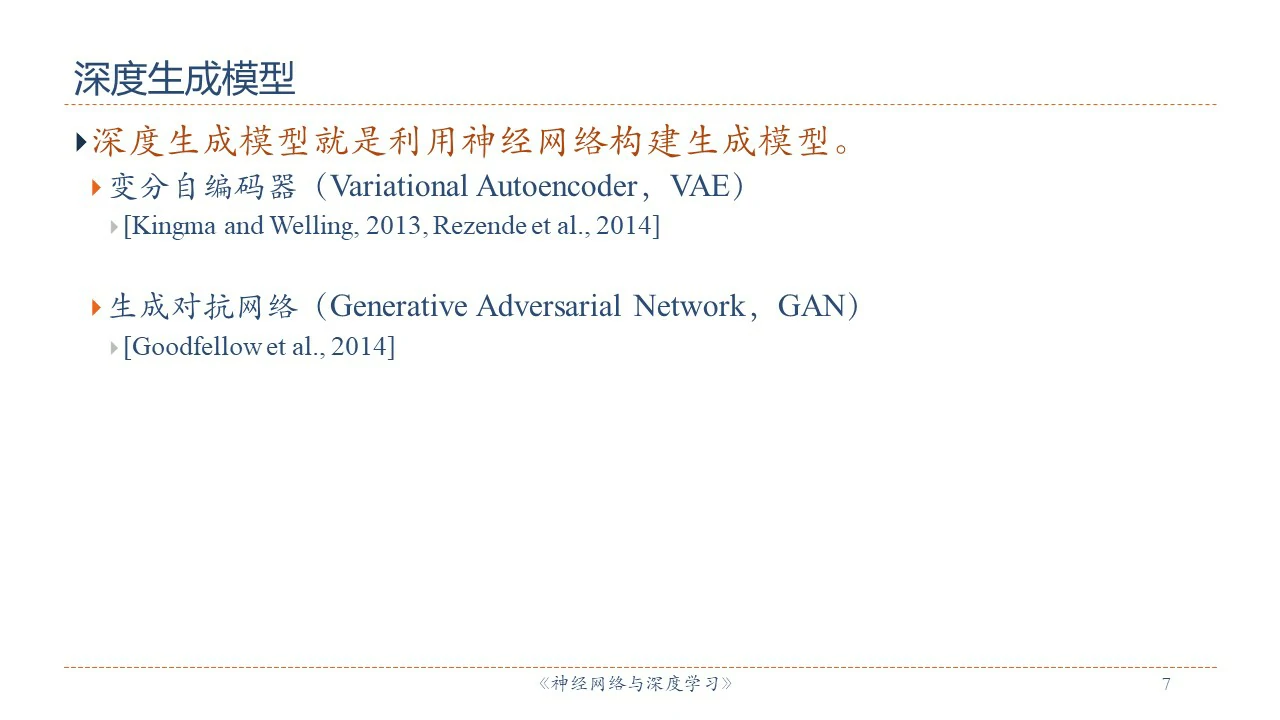 深度生成模型
深度生成模型就是利用神经网络构建生成模型。
变分自编码器（Variational Autoencoder，VAE）
[Kingma and Welling, 2013, Rezende et al., 2014]
生成对抗网络（Generative Adversarial Network，GAN）
[Goodfellow et al., 2014]
《神经网络与深度学习》
7